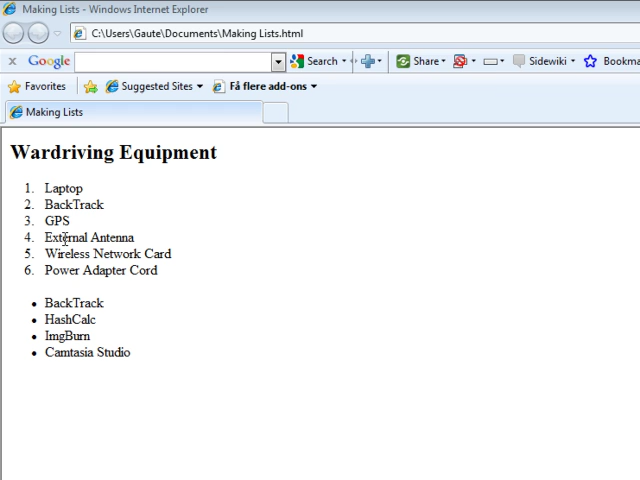 Making Lists - Windows Internet Explorer
C:\Users\Gaute\Documents\Making Lists.html
x Google Search Share Sidewiki Bookma
Favorites Suggested Sites Få flere add-ons
Making Lists
Wardriving Equipment
1. Laptop
2. BackTrack
3. GPS
4. External Antenna
5. Wireless Network Card
6. Power Adapter Cord
• BackTrack
• HashCalc
• ImgBurn
• Camtasia Studio